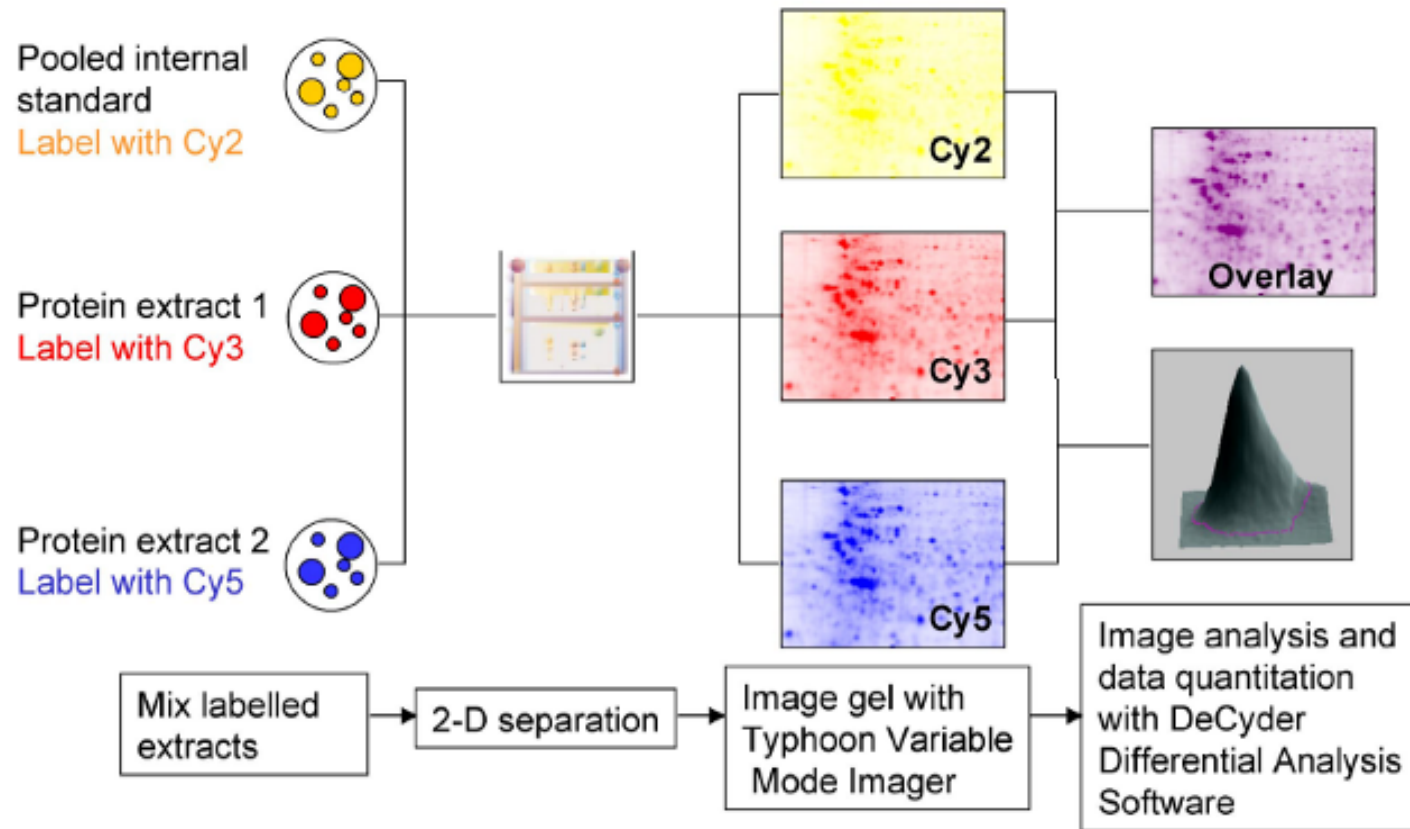 Pooled internal
standard
Label with Cy2
Protein extract 1
Label with Cy3
Protein extract 2
Label with Cy5
Cy2
Cy3
Cy5
Overlay
Mix labelled
extracts
2-D separation
Image gel with
Typhoon Variable
Mode Imager
Image analysis and
data quantitation
with DeCyder
Differential Analysis
Software